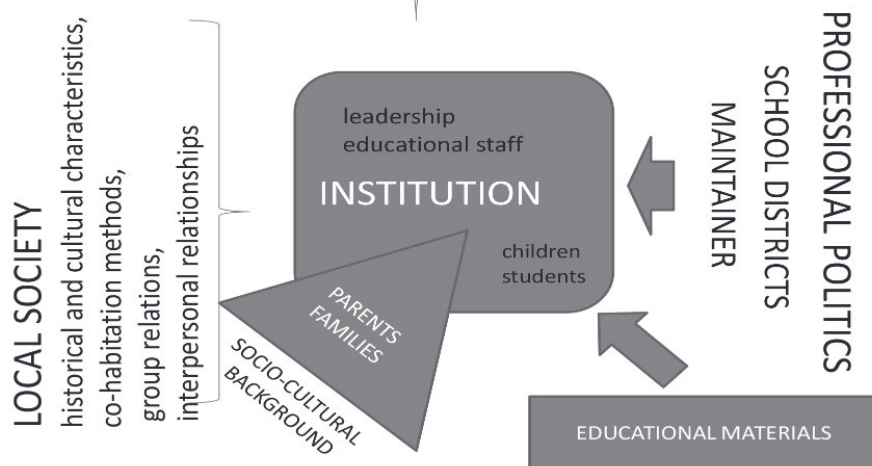 LOCAL SOCIETY
historical and cultural characteristics,
co-habitation methods,
group relations,
interpersonal relationships
leadership
educational staff
INSTITUTION
children
students
PARENTS
FAMILIES
SOCIO-CULTURAL
BACKGROUND
MAINTAINER
SCHOOL DISTRICTS
PROFESSIONAL POLITICS
EDUCATIONAL MATERIALS